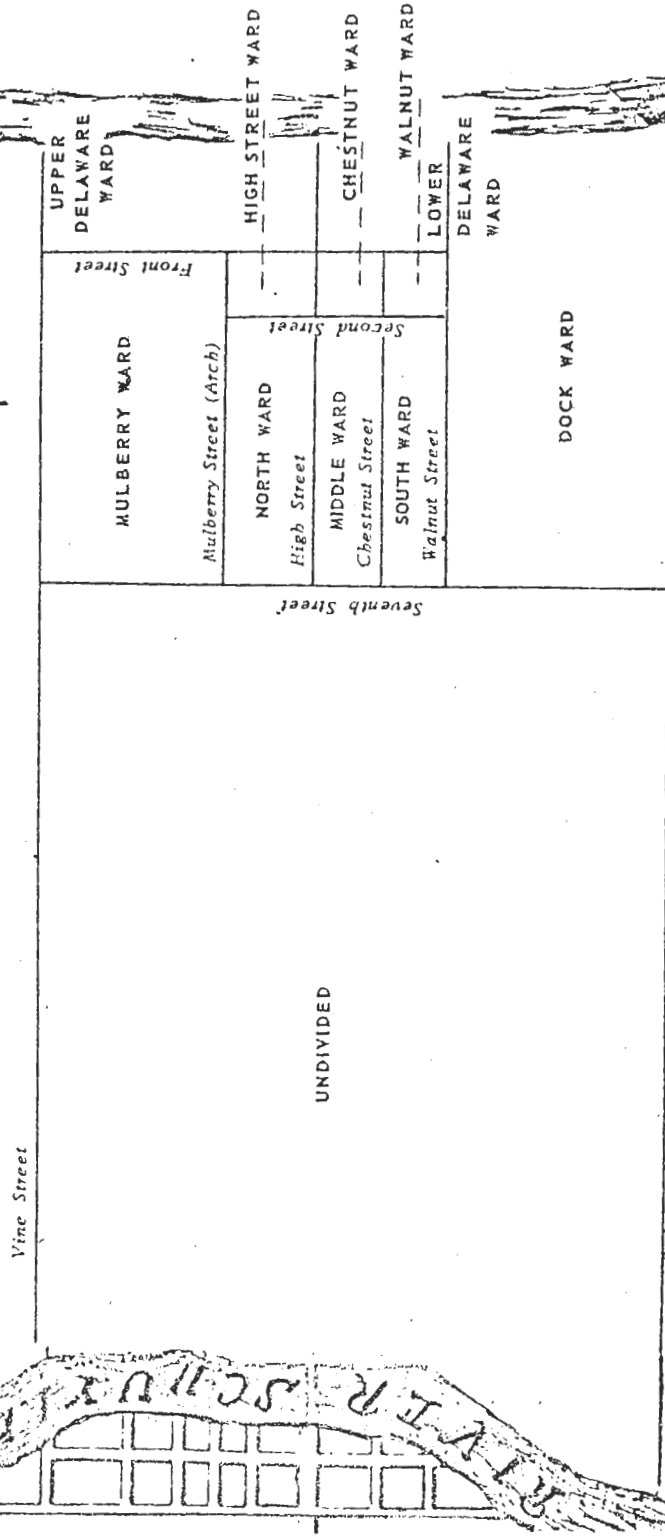 UPPER
DELAWARE
WARD
HIGH STREET WARD
CHESTNUT WARD
WALNUT WARD
LOWER
DELAWARE
WARD
Front Street
Second Street
MULBERRY WARD
Mulberry Street (Arch)
NORTH WARD
High Street
MIDDLE WARD
Chestnut Street
SOUTH WARD
Walnut Street
DOCK WARD
Seventh Street
UNDIVIDED
Vine Street
RIVER